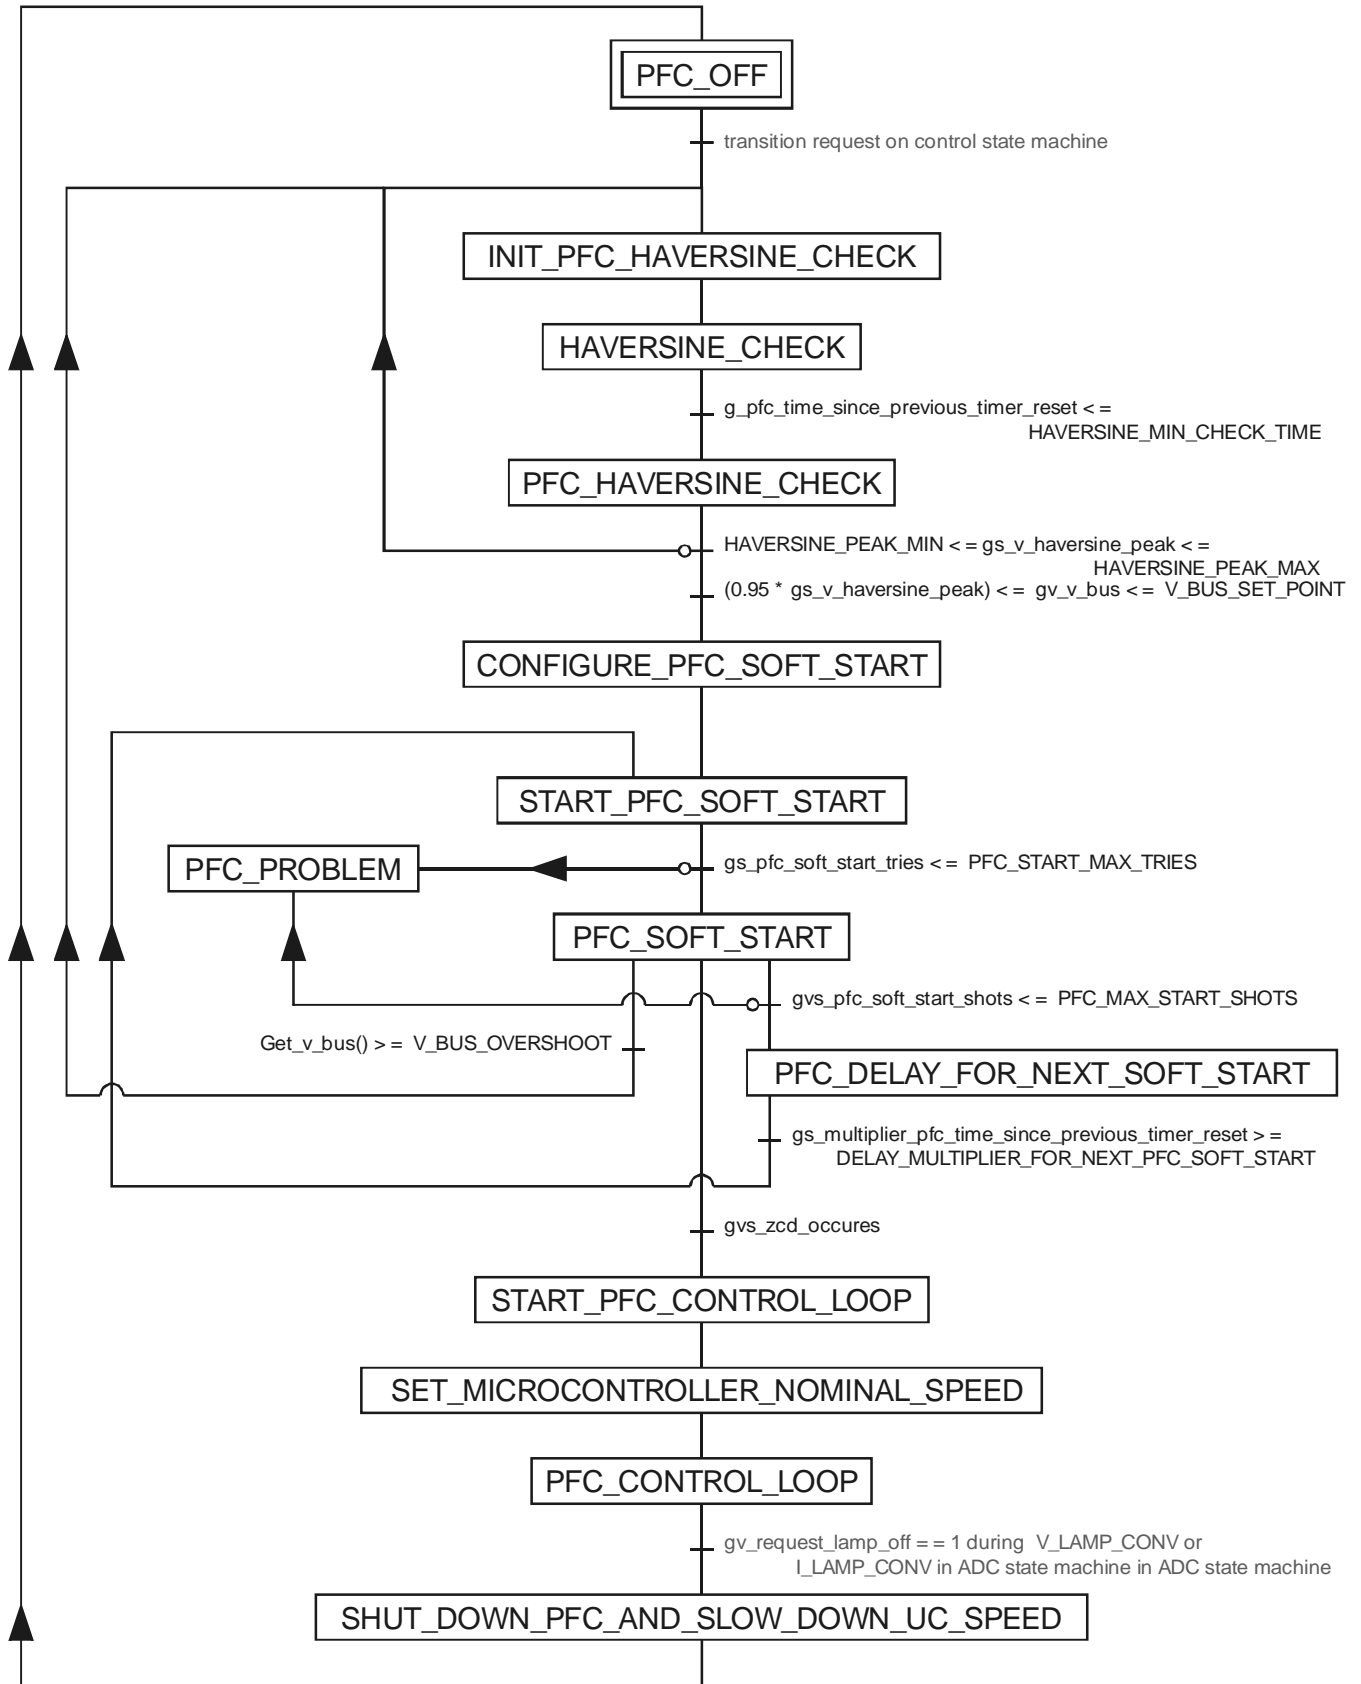 PFC_OFF
transition request on control state machine
INIT_PFC_HAVERSINE_CHECK
HAVERSINE_CHECK
g_pfc_time_since_previous_timer_reset < =
HAVERSINE_MIN_CHECK_TIME
PFC_HAVERSINE_CHECK
HAVERSINE_PEAK_MIN < = gs_v_haversine_peak < =
HAVERSINE_PEAK_MAX
(0.95 * gs_v_haversine_peak) < = gv_v_bus < = V_BUS_SET_POINT
CONFIGURE_PFC_SOFT_START
START_PFC_SOFT_START
PFC_PROBLEM
gs_pfc_soft_start_tries < = PFC_START_MAX_TRIES
PFC_SOFT_START
gvs_pfc_soft_start_shots < = PFC_MAX_START_SHOTS
Get_v_bus() > = V_BUS_OVERSHOOT
PFC_DELAY_FOR_NEXT_SOFT_START
gs_multiplier_pfc_time_since_previous_timer_reset > =
DELAY_MULTIPLIER_FOR_NEXT_PFC_SOFT_START
gvs_zcd_occures
START_PFC_CONTROL_LOOP
SET_MICROCONTROLLER_NOMINAL_SPEED
PFC_CONTROL_LOOP
gv_request_lamp_off = = 1 during V_LAMP_CONV or
I_LAMP_CONV in ADC state machine in ADC state machine
SHUT_DOWN_PFC_AND_SLOW_DOWN_UC_SPEED